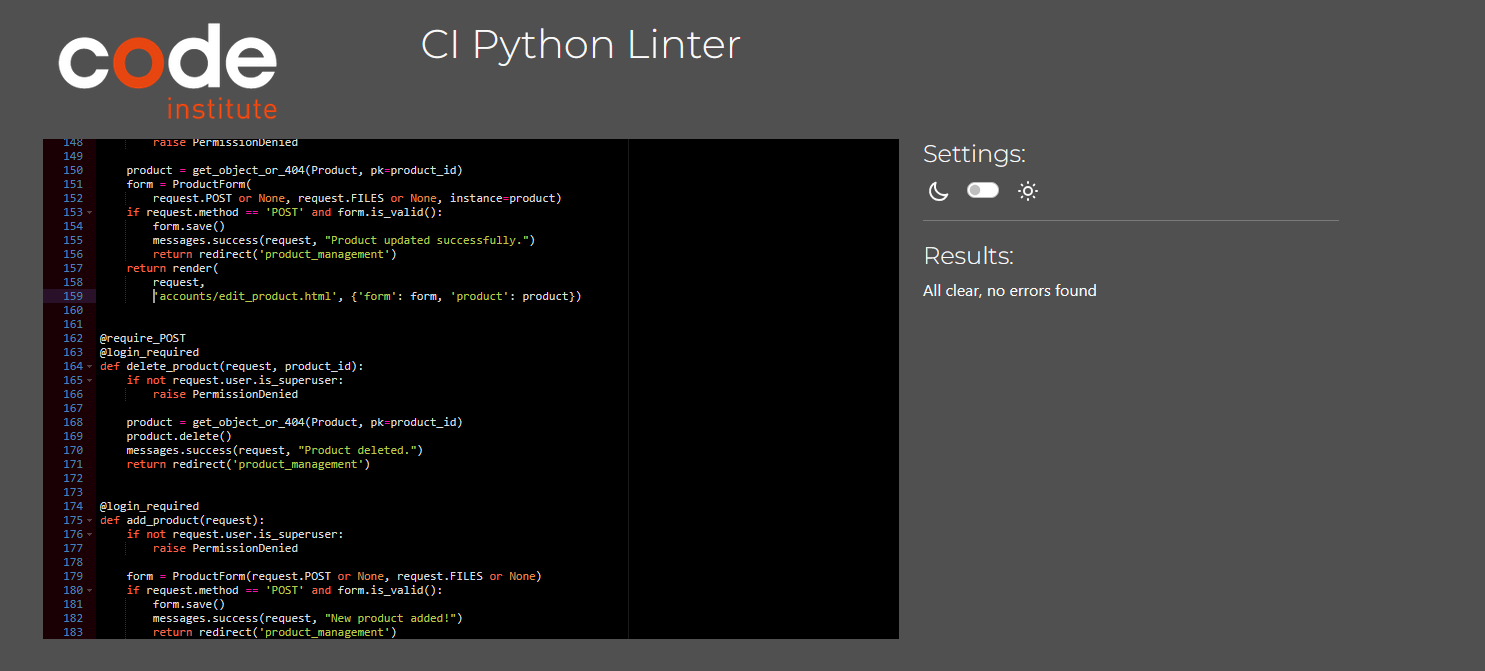 code
institute
CI Python Linter
148 raise PermissionDenied
149
150 product = get_object_or_404(Product, pk=product_id)
151 form = ProductForm(
152 request.POST or None, request.FILES or None, instance=product)
153 if request.method == 'POST' and form.is_valid():
154 form.save()
155 messages.success(request, "Product updated successfully.")
156 return redirect('product_management')
157 return render(
158 request,
159 'accounts/edit_product.html', {'form': form, 'product': product})
160
161
162 @require_POST
163 @login_required
164 def delete_product(request, product_id):
165 if not request.user.is_superuser:
166 raise PermissionDenied
167
168 product = get_object_or_404(Product, pk=product_id)
169 product.delete()
170 messages.success(request, "Product deleted.")
171 return redirect('product_management')
172
173
174 @login_required
175 def add_product(request):
176 if not request.user.is_superuser:
177 raise PermissionDenied
178
179 form = ProductForm(request.POST or None, request.FILES or None)
180 if request.method == 'POST' and form.is_valid():
181 form.save()
182 messages.success(request, "New product added!")
183 return redirect('product_management')
Settings:
Results:
All clear, no errors found